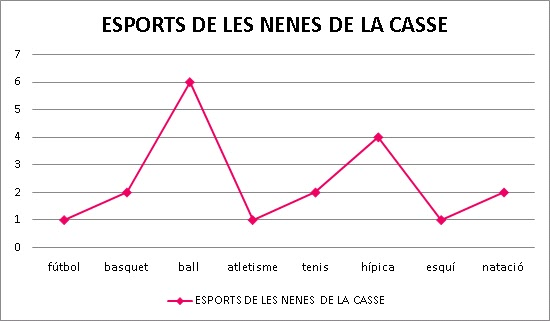 ESPORTS DE LES NENES DE LA CASSE
7
6
5
4
3
2
1
0
fútbol basquet ball atletisme tenis hípica esquí natació
ESPORTS DE LES NENES DE LA CASSE